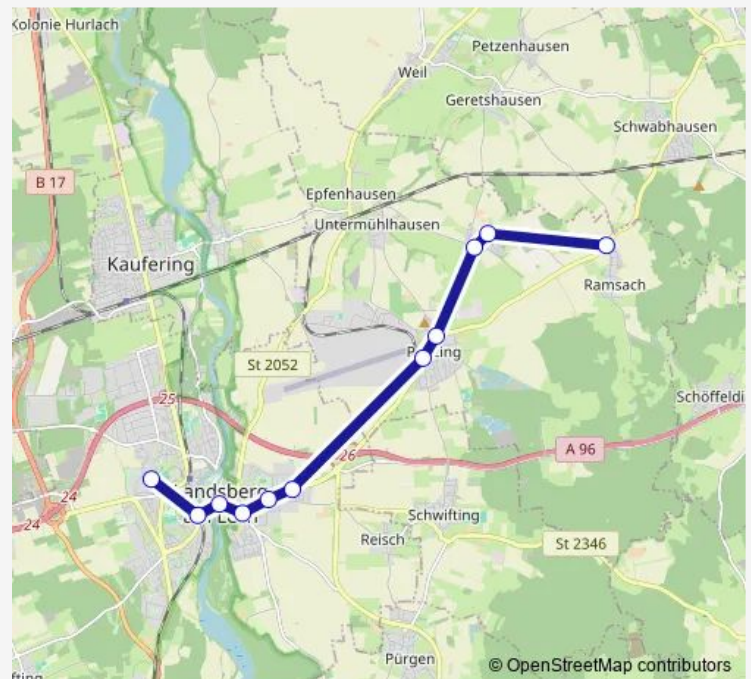 Kolonie Hurlach
Petzenhausen
Weil
Geretshausen
Schwabhausen
B 17
Epfenhausen
Untermühlhausen
Kaufering
Ramsach
St 2052
Schöffeldi
25
26
A 96
24
24
Landsberg
Schwifting
Reisch
St 2346
Pürgen
© OpenStreetMap contributors